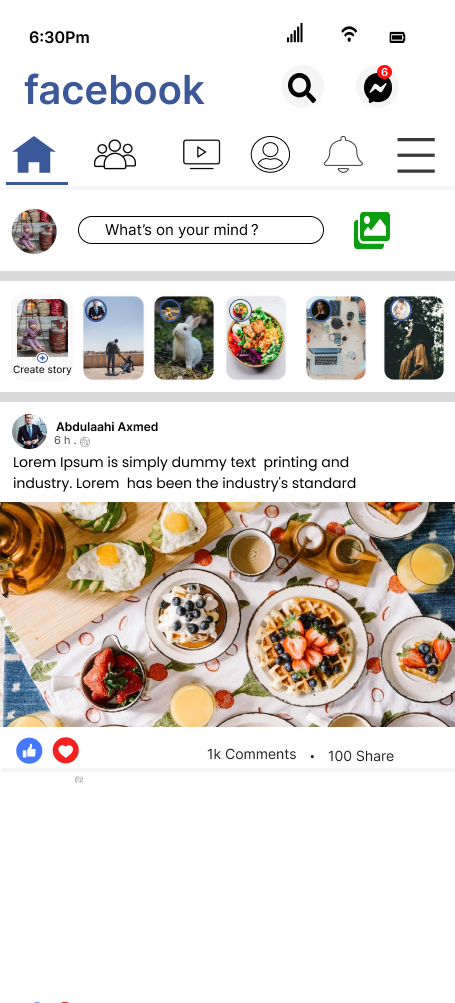 6:30Pm
facebook
6
What's on your mind ?
Create story
Abdulaahi Axmed
6 h .
Lorem Ipsum is simply dummy text printing and
industry. Lorem has been the industry's standard
1k Comments • 100 Share